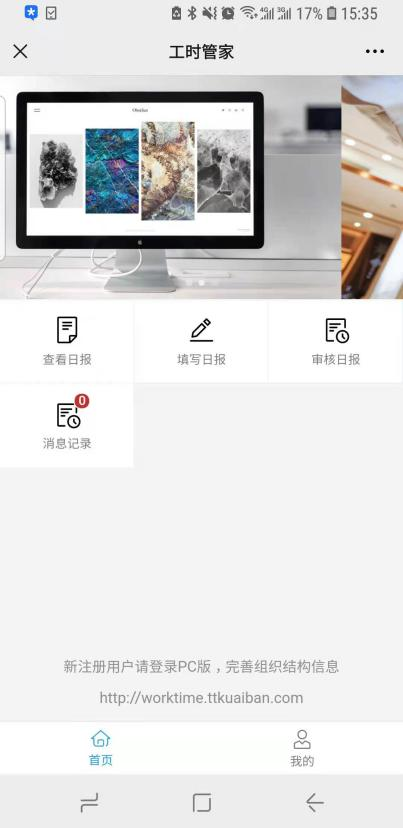 17% 15:35
工时管家
Obsidian
查看日报
填写日报
审核日报
0
消息记录
新注册用户请登录PC版，完善组织结构信息
http://worktime.ttkuaiban.com
首页
我的